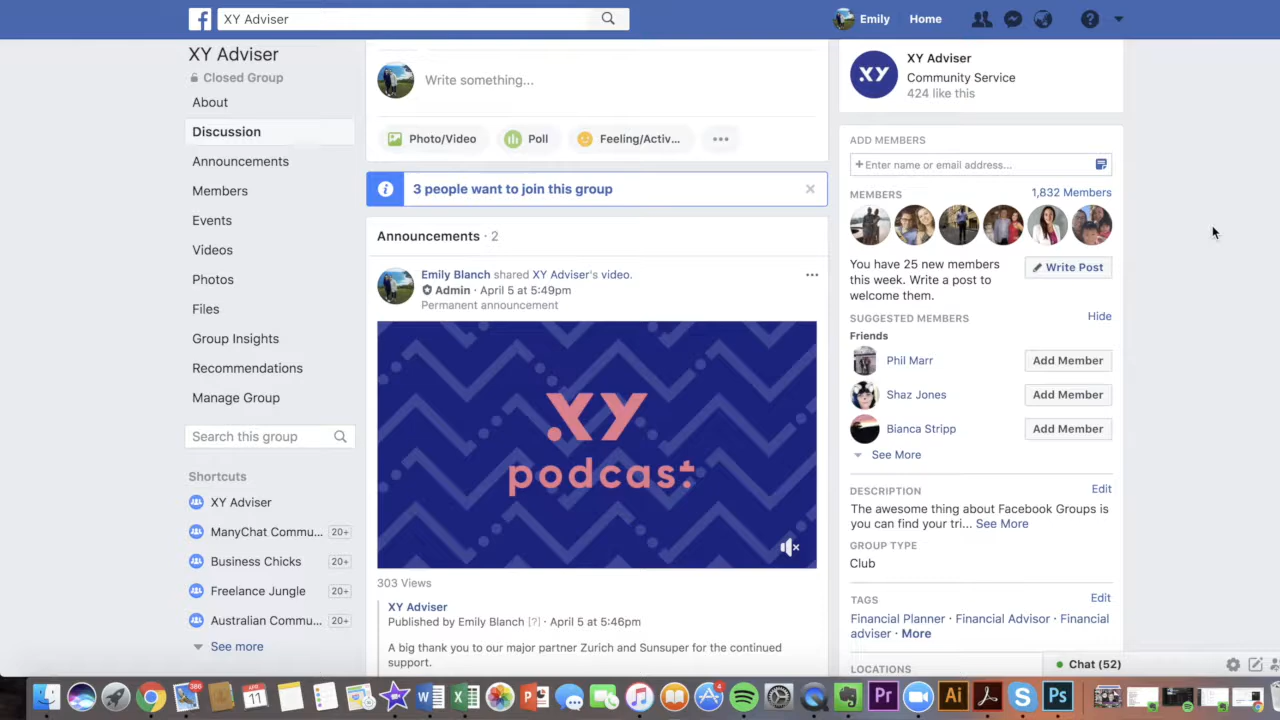 XY Adviser
Emily
Home
XY Adviser
Closed Group
About
Discussion
Announcements
Members
Events
Videos
Photos
Files
Group Insights
Recommendations
Manage Group
Search this group
Shortcuts
XY Adviser
ManyChat Commu... 20+
Business Chicks 20+
Freelance Jungle 20+
Australian Commu... 20+
See more
Write something...
Photo/Video
Poll
Feeling/Activ...
3 people want to join this group
Announcements · 2
Emily Blanch shared XY Adviser's video.
Admin · April 5 at 5:49pm
Permanent announcement
xy
podcast
303 Views
XY Adviser
Published by Emily Blanch [?] · April 5 at 5:46pm
A big thank you to our major partner Zurich and Sunsuper for the continued
support.
XY
XY Adviser
Community Service
424 like this
ADD MEMBERS
+ Enter name or email address...
MEMBERS
1,832 Members
You have 25 new members
this week. Write a post to
welcome them.
Write Post
SUGGESTED MEMBERS
Hide
Friends
Phil Marr
Add Member
Shaz Jones
Add Member
Bianca Stripp
Add Member
See More
DESCRIPTION
Edit
The awesome thing about Facebook Groups is
you can find your tri... See More
GROUP TYPE
Club
TAGS
Edit
Financial Planner · Financial Advisor · Financial
adviser · More
LOCATIONS
Chat (52)
386
APR
11
W
X
P
4
Pr
Ai
S
Ps